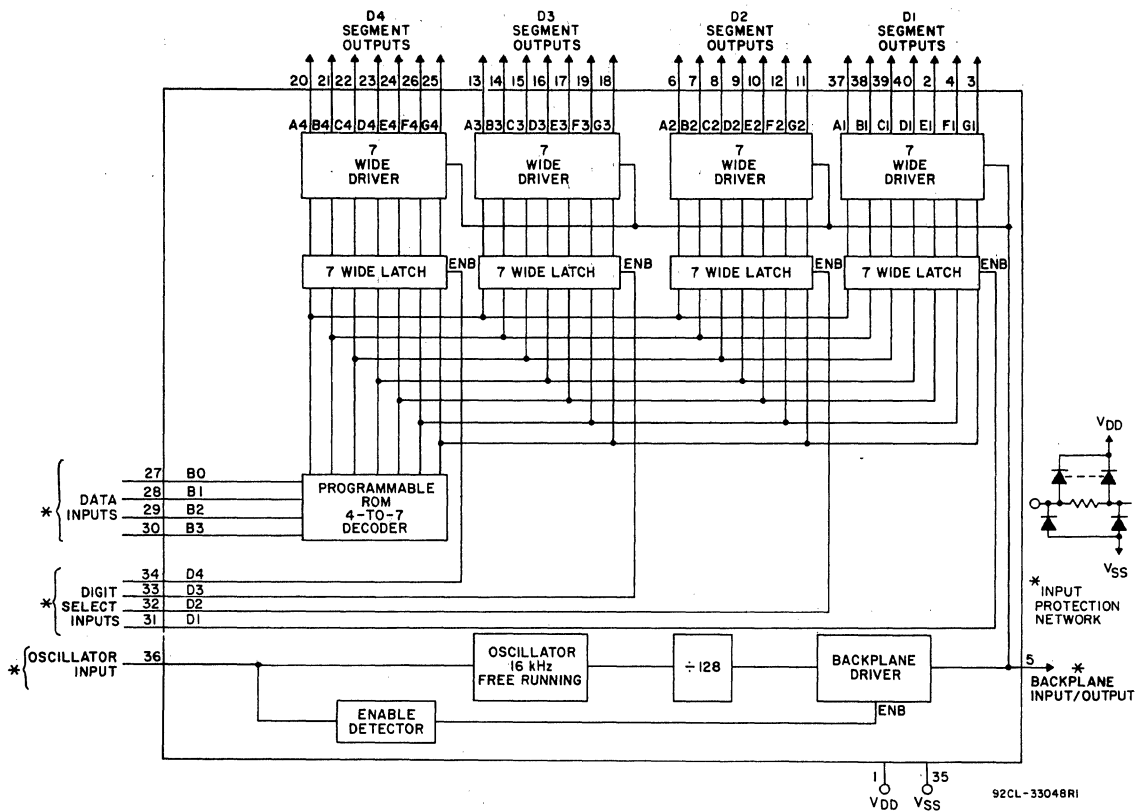 D4 SEGMENT OUTPUTS
D3 SEGMENT OUTPUTS
D2 SEGMENT OUTPUTS
D1 SEGMENT OUTPUTS
20 21 22 23 24 26 25
13 14 15 16 17 19 18
6 7 8 9 10 12 11
37 38 39 40 2 4 3
A4 B4 C4 D4 E4 F4 G4
A3 B3 C3 D3 E3 F3 G3
A2 B2 C2 D2 E2 F2 G2
A1 B1 C1 D1 E1 F1 G1
7 WIDE DRIVER
7 WIDE DRIVER
7 WIDE DRIVER
7 WIDE DRIVER
7 WIDE LATCH ENB
7 WIDE LATCH ENB
7 WIDE LATCH ENB
7 WIDE LATCH ENB
* DATA INPUTS
27 B0
28 B1
29 B2
30 B3
PROGRAMMABLE ROM 4-TO-7 DECODER
* DIGIT SELECT INPUTS
34 D4
33 D3
32 D2
31 D1
* OSCILLATOR INPUT
36
OSCILLATOR 16 kHz FREE RUNNING
÷128
BACKPLANE DRIVER
ENB
ENABLE DETECTOR
5 *
BACKPLANE INPUT/OUTPUT
VDD
VSS
* INPUT PROTECTION NETWORK
1 VDD
35 VSS
92CL-33048R1